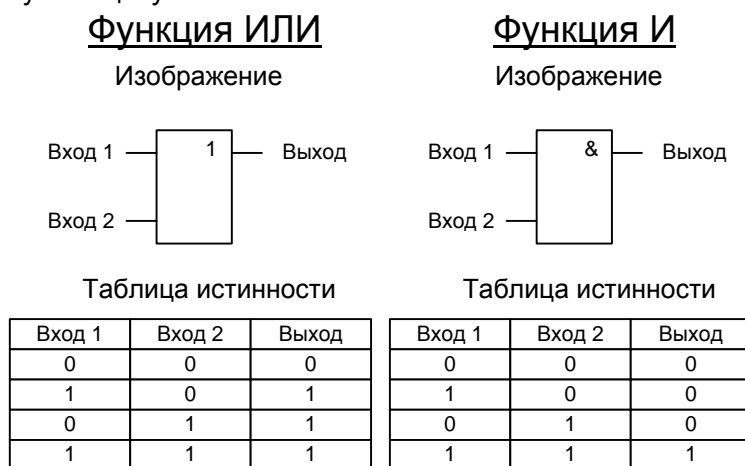 Функция ИЛИ Функция И
Изображение Изображение
Вход 1 1 Выход Вход 1 & Выход
Вход 2 Вход 2
Таблица истинности Таблица истинности
Вход 1 Вход 2 Выход Вход 1 Вход 2 Выход
0 0 0 0 0 0
1 0 1 1 0 0
0 1 1 0 1 0
1 1 1 1 1 1